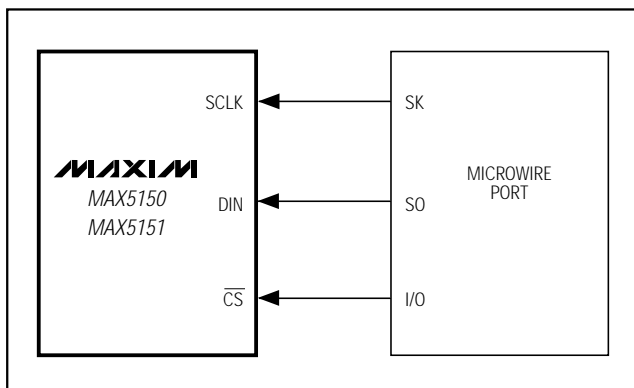 SCLK SK
MAXIM
MAX5150
MAX5151
MICROWIRE
PORT
DIN SO
CS I/O